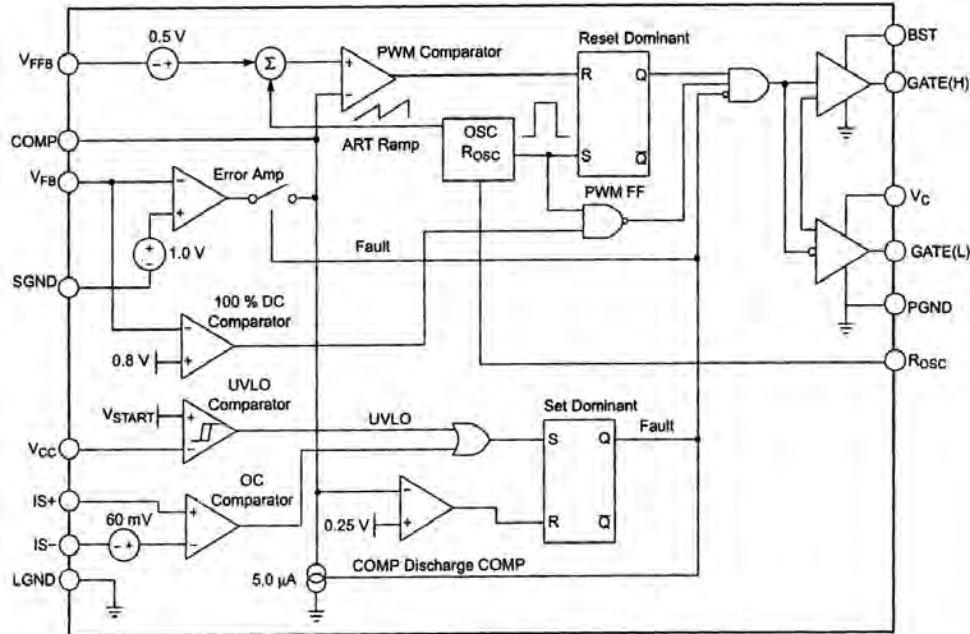 BST
0.5 V
PWM Comparator
Reset Dominant
VFFB
- +
Σ
+
-
R
Q
GATE(H)
COMP
ART Ramp
OSC
ROSC
S
Q
VFB
Error Amp
PWM FF
-
+
VC
+
-
1.0 V
Fault
GATE(L)
SGND
100 % DC
Comparator
PGND
-
+
0.8 V
ROSC
UVLO
Comparator
VSTART
+
-
UVLO
Set Dominant
S
Q
Fault
VCC
OC
Comparator
IS+
60 mV
+
-
-
+
0.25 V
R
Q
IS-
- +
LGND
5.0 µA
COMP Discharge COMP